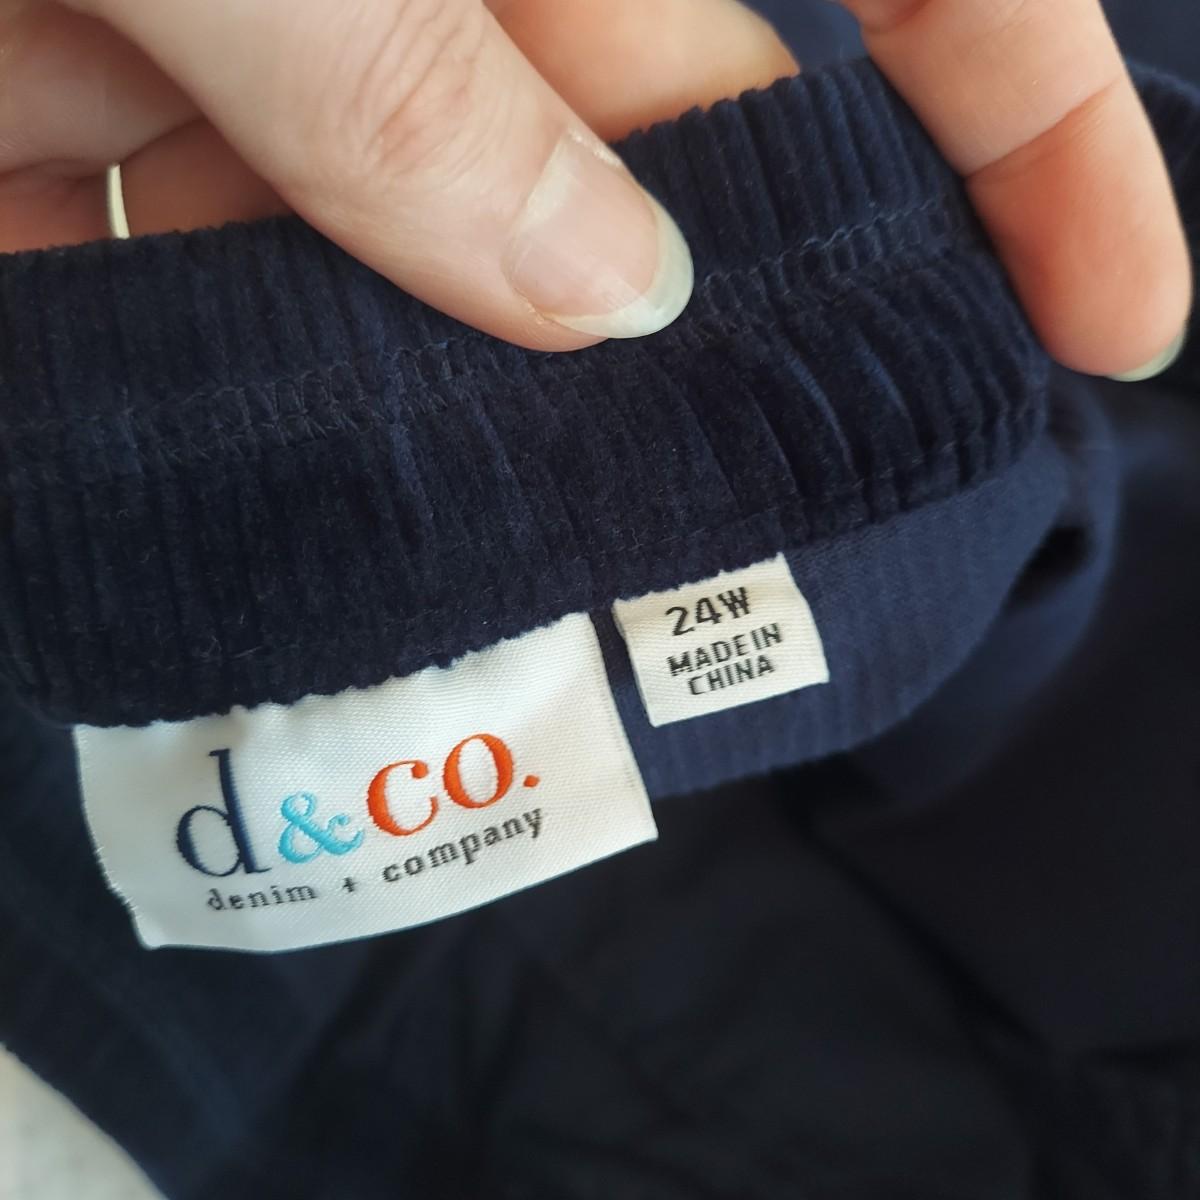 24W
MADE IN
CHINA
d&co.
denim + company